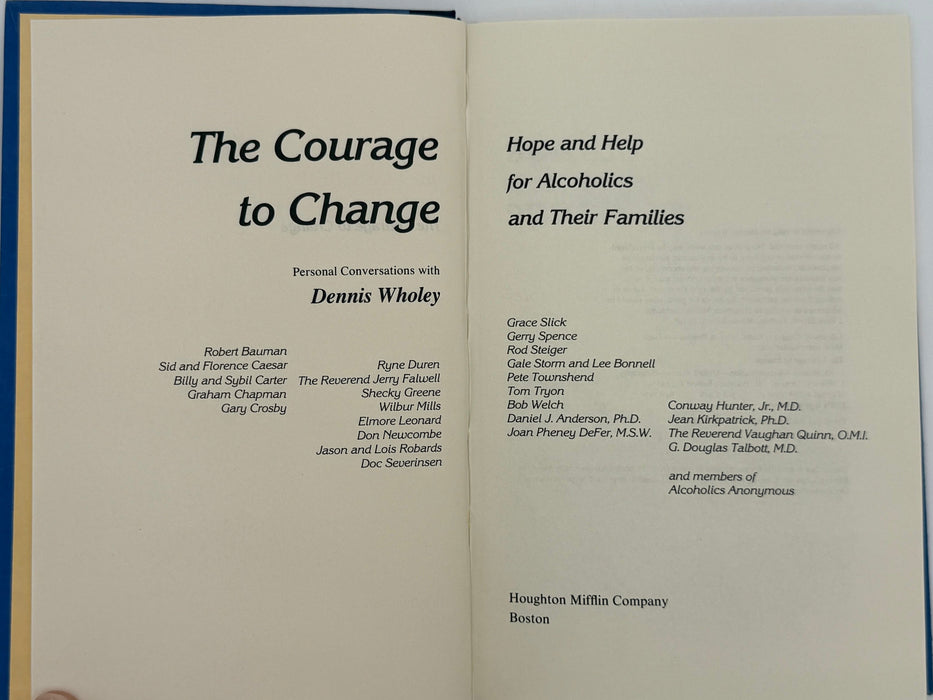 The Courage
to Change
Personal Conversations with
Dennis Wholey
Robert Bauman
Sid and Florence Caesar
Billy and Sybil Carter
Graham Chapman
Gary Crosby
Ryne Duren
The Reverend Jerry Falwell
Shecky Greene
Wilbur Mills
Elmore Leonard
Don Newcombe
Jason and Lois Robards
Doc Severinsen
Hope and Help
for Alcoholics
and Their Families
Grace Slick
Gerry Spence
Rod Steiger
Gale Storm and Lee Bonnell
Pete Townshend
Tom Tryon
Bob Welch
Daniel J. Anderson, Ph.D.
Joan Pheney DeFer, M.S.W.
Conway Hunter, Jr., M.D.
Jean Kirkpatrick, Ph.D.
The Reverend Vaughan Quinn, O.M.I.
G. Douglas Talbott, M.D.
and members of
Alcoholics Anonymous
Houghton Mifflin Company
Boston